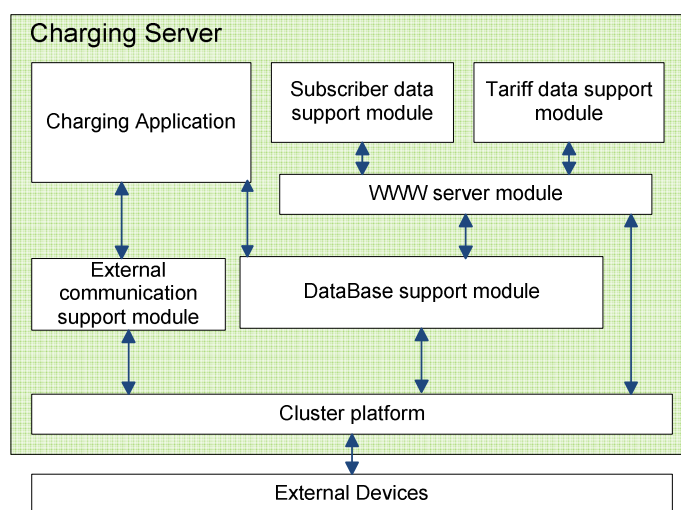 Charging Server
Charging Application
Subscriber data
support module
Tariff data support
module
WWW server module
External
communication
support module
DataBase support module
Cluster platform
External Devices